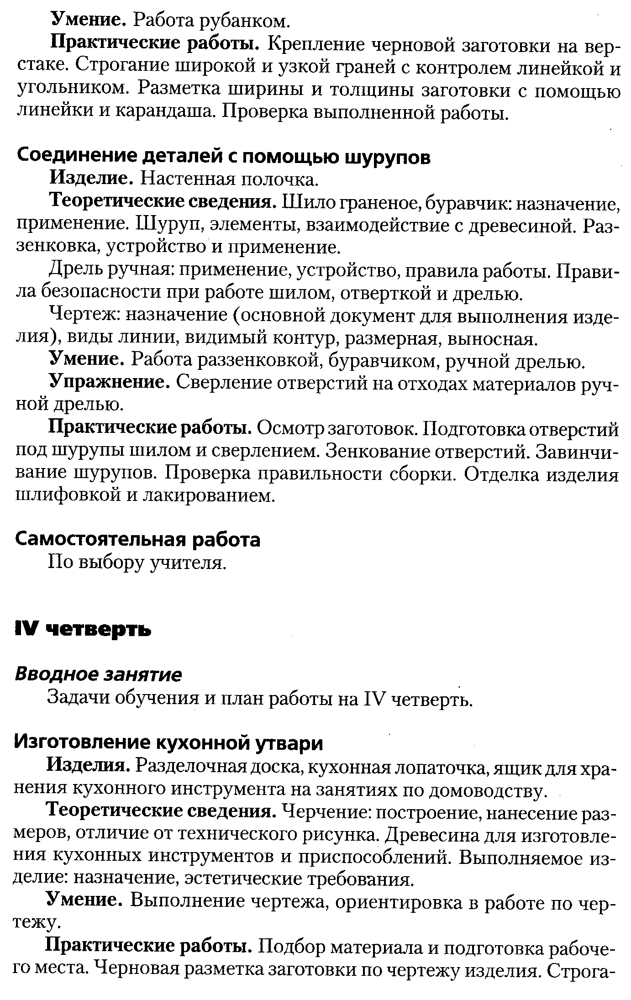 Умение. Работа рубанком.
Практические работы. Крепление черновой заготовки на вер-
стаке. Строгание широкой и узкой граней с контролем линейкой и
угольником. Разметка ширины и толщины заготовки с помощью
линейки и карандаша. Проверка выполненной работы.
Соединение деталей с помощью шурупов
Изделие. Настенная полочка.
Теоретические сведения. Шило граненое, буравчик: назначение,
применение. Шуруп, элементы, взаимодействие с древесиной. Раз-
зенковка, устройство и применение.
Дрель ручная: применение, устройство, правила работы. Прави-
ла безопасности при работе шилом, отверткой и дрелью.
Чертеж: назначение (основной документ для выполнения изде-
лия), виды линии, видимый контур, размерная, выносная.
Умение. Работа раззенковкой, буравчиком, ручной дрелью.
Упражнение. Сверление отверстий на отходах материалов руч-
ной дрелью.
Практические работы. Осмотр заготовок. Подготовка отверстий
под шурупы шилом и сверлением. Зенкование отверстий. Завинчи-
вание шурупов. Проверка правильности сборки. Отделка изделия
шлифовкой и лакированием.
Самостоятельная работа
По выбору учителя.
IV четверть
Вводное занятие
Задачи обучения и план работы на IV четверть.
Изготовление кухонной утвари
Изделия. Разделочная доска, кухонная лопаточка, ящик для хра-
нения кухонного инструмента на занятиях по домоводству.
Теоретические сведения. Черчение: построение, нанесение раз-
меров, отличие от технического рисунка. Древесина для изготовле-
ния кухонных инструментов и приспособлений. Выполняемое из-
делие: назначение, эстетические требования.
Умение. Выполнение чертежа, ориентировка в работе по чер-
тежу.
Практические работы. Подбор материала и подготовка рабоче-
го места. Черновая разметка заготовки по чертежу изделия. Строга-